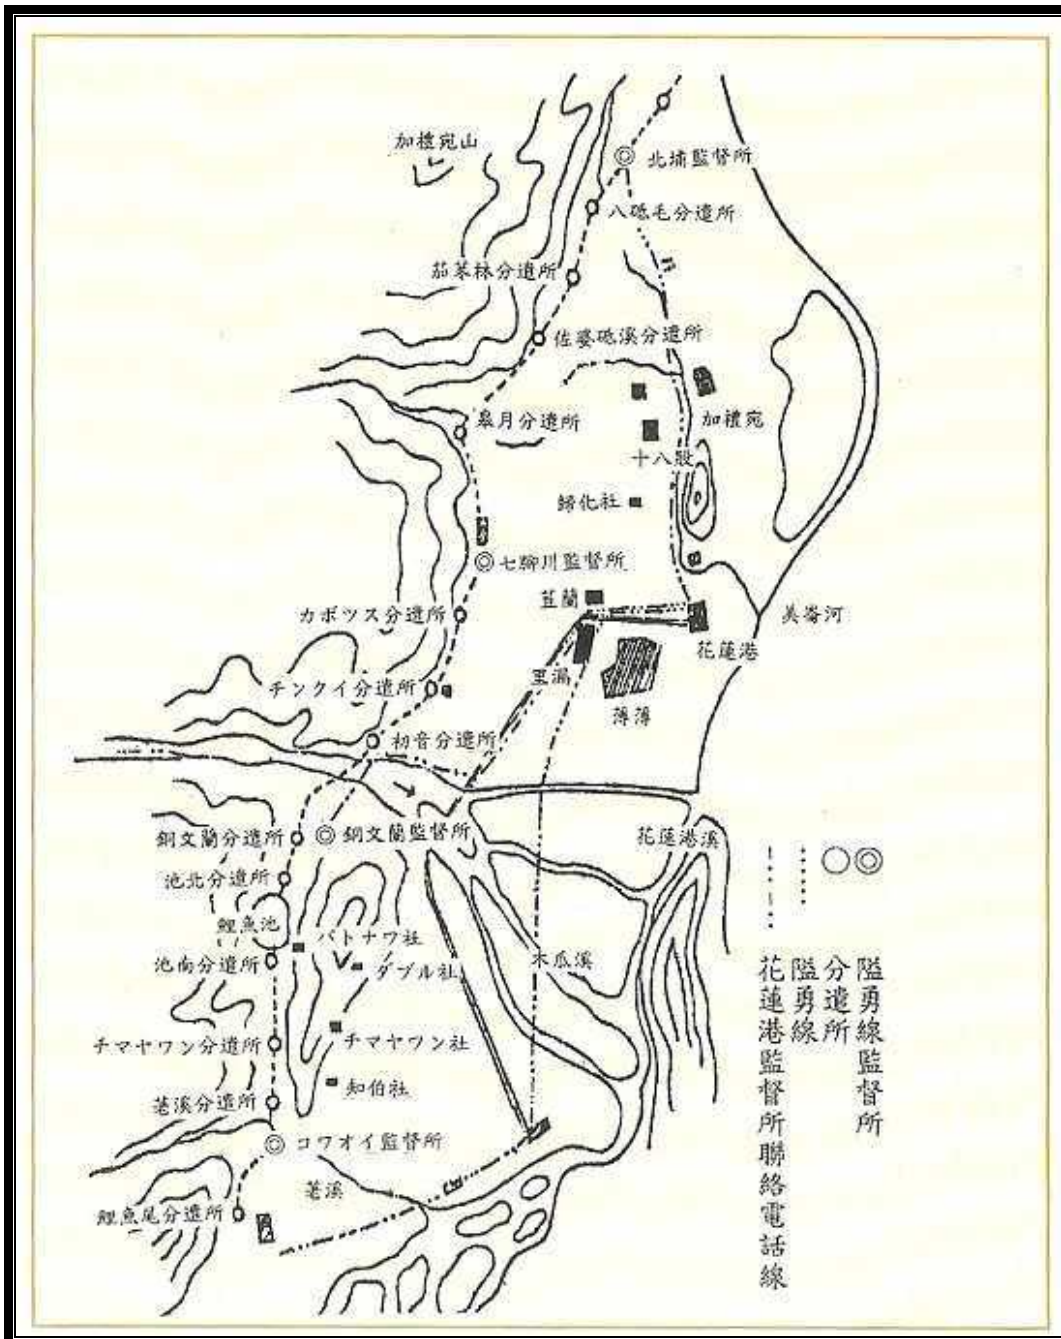 加禮宛山
北埔監督所
八砥毛分遣所
茄苳林分遣所
佐婆砥溪分遣所
加禮宛
皐月分遣所
十八股
歸化社
七腳川監督所
荳蘭
カボツス分遣所
美崙河
花蓮港
里漏
チンクイ分遣所
薄薄
初音分遣所
銅文蘭分遣所
銅文蘭監督所
花蓮港溪
池北分遣所
鯉魚池
バトナワ社
池南分遣所
ダブル社
木瓜溪
チマヤワン分遣所
チマヤワン社
知伯社
荖溪分遣所
コワオイ監督所
荖溪
鯉魚尾分遣所
隘勇線監督所
分遣所
隘勇線
花蓮港監督所聯絡電話線